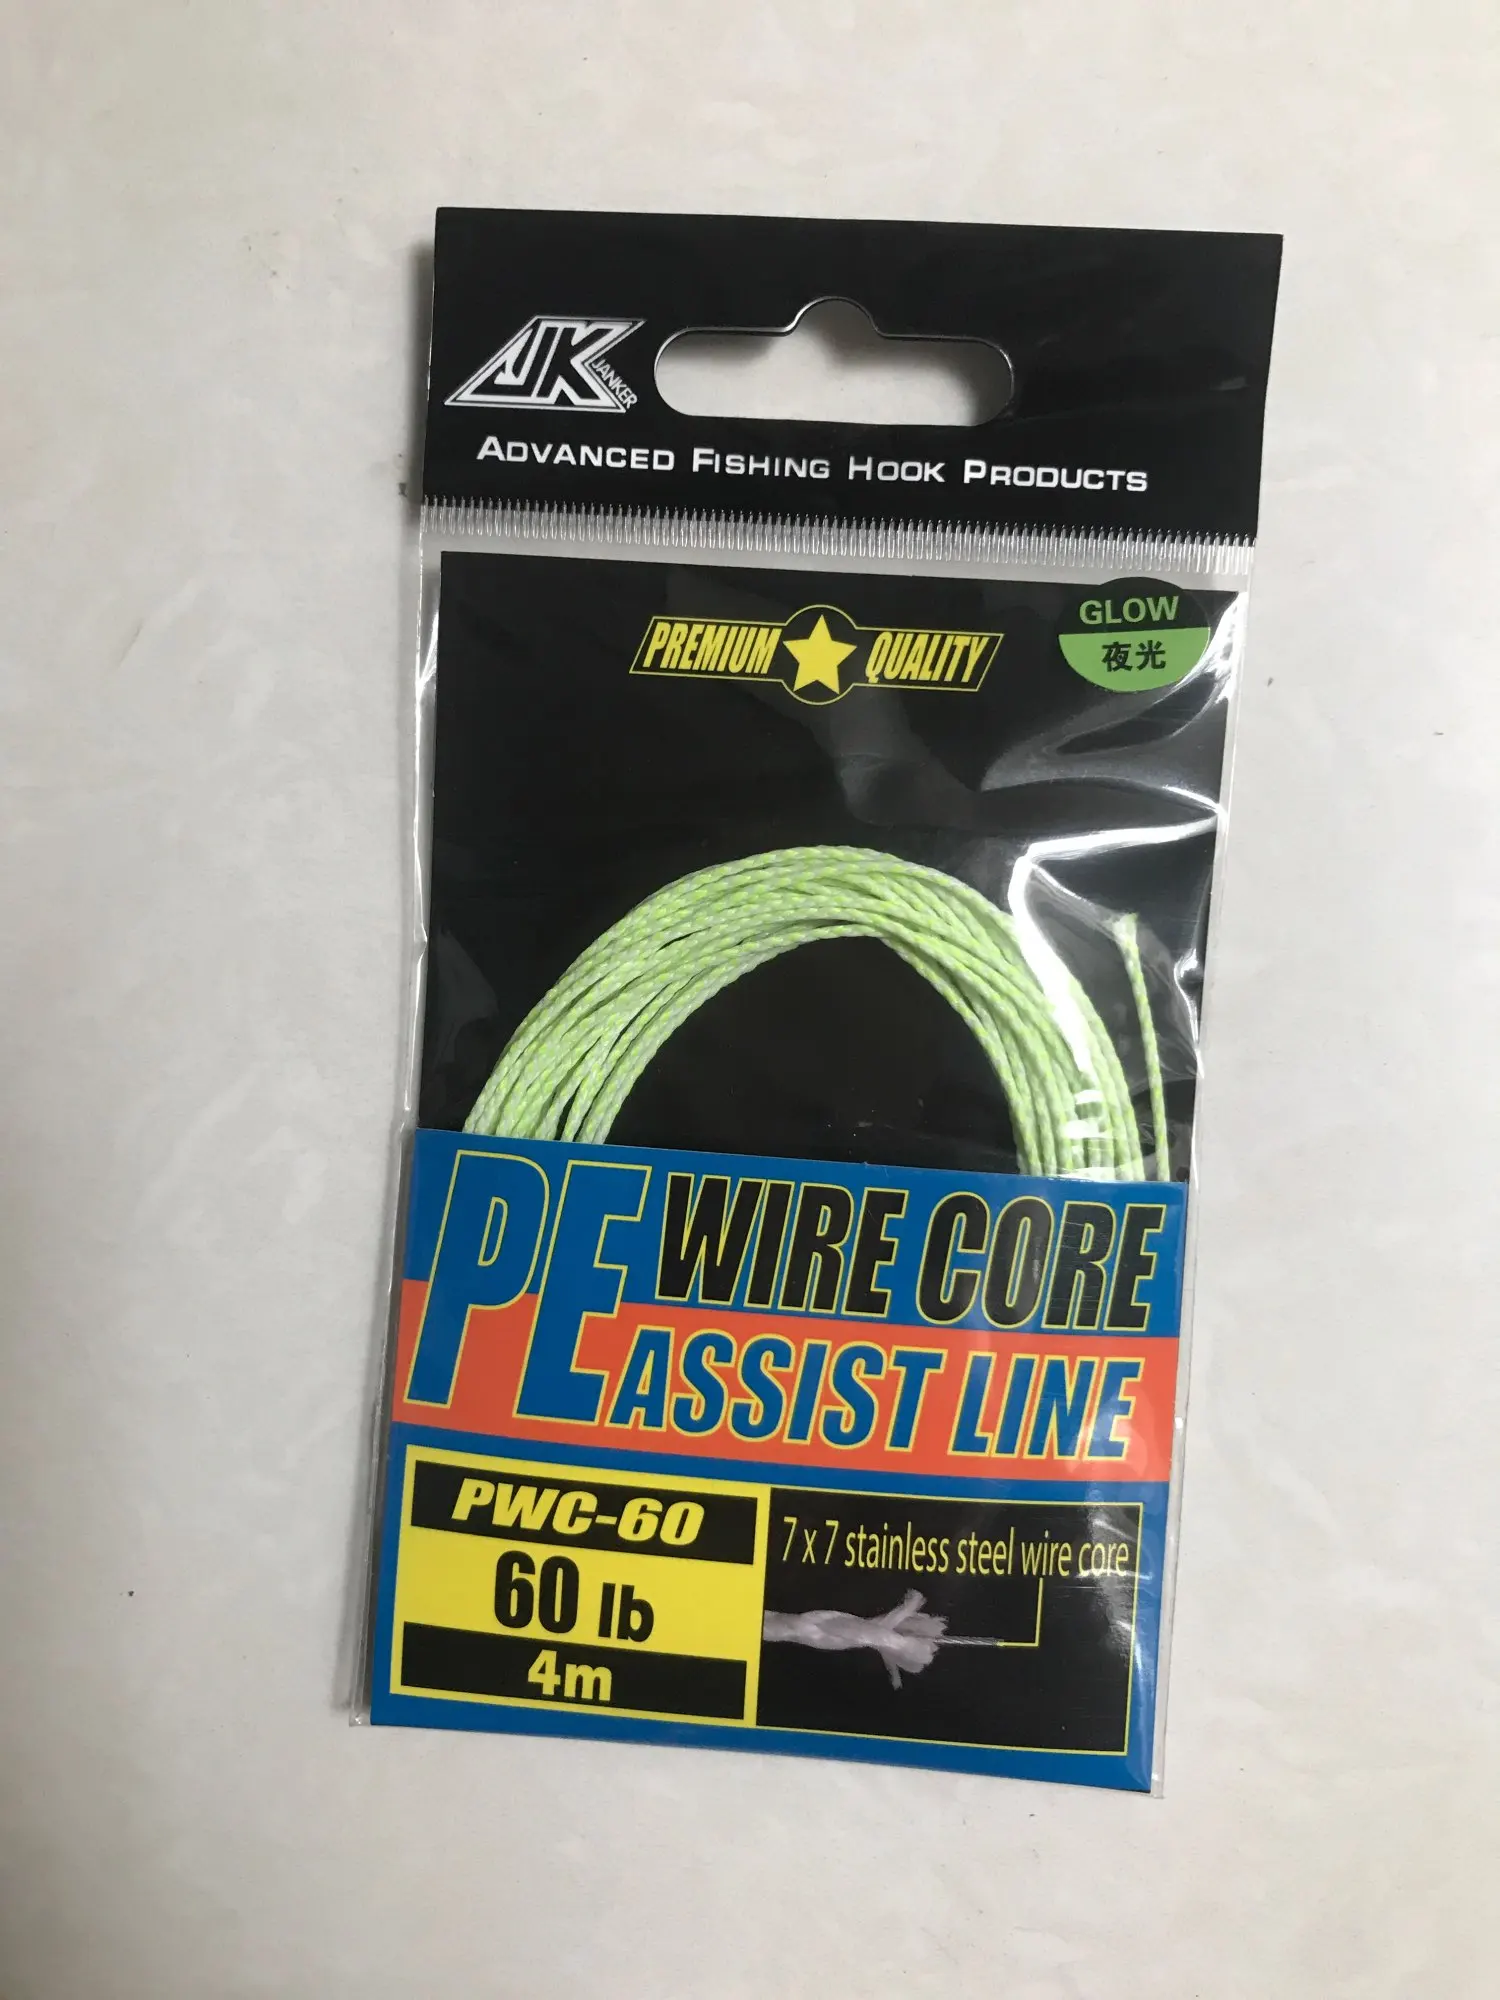 JK
JANKER
ADVANCED FISHING HOOK PRODUCTS
PREMIUM QUALITY
GLOW
夜光
PE WIRE CORE
ASSIST LINE
PWC-60
60 lb
4m
7 x 7 stainless steel wire core